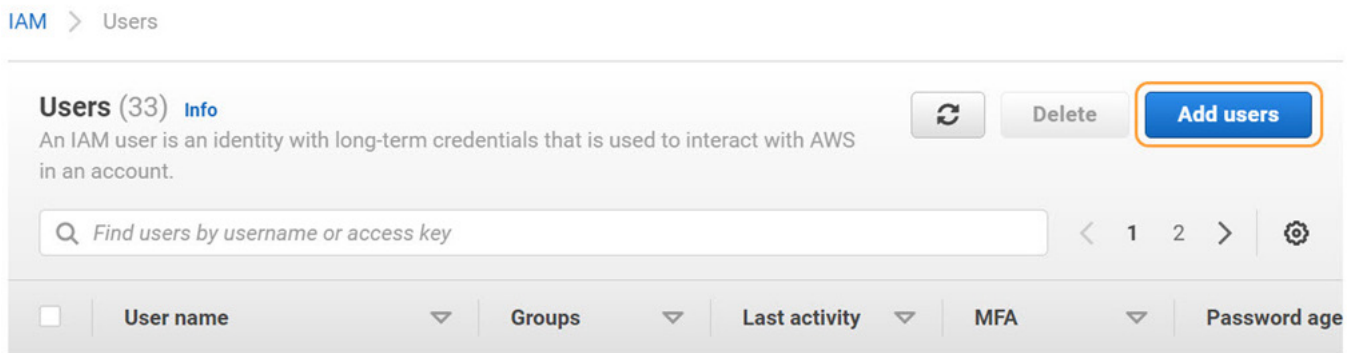 IAM > Users
Users (33) Info
Delete
Add users
An IAM user is an identity with long-term credentials that is used to interact with AWS
in an account.
Find users by username or access key
< 1 2 >
User name
Groups
Last activity
MFA
Password age